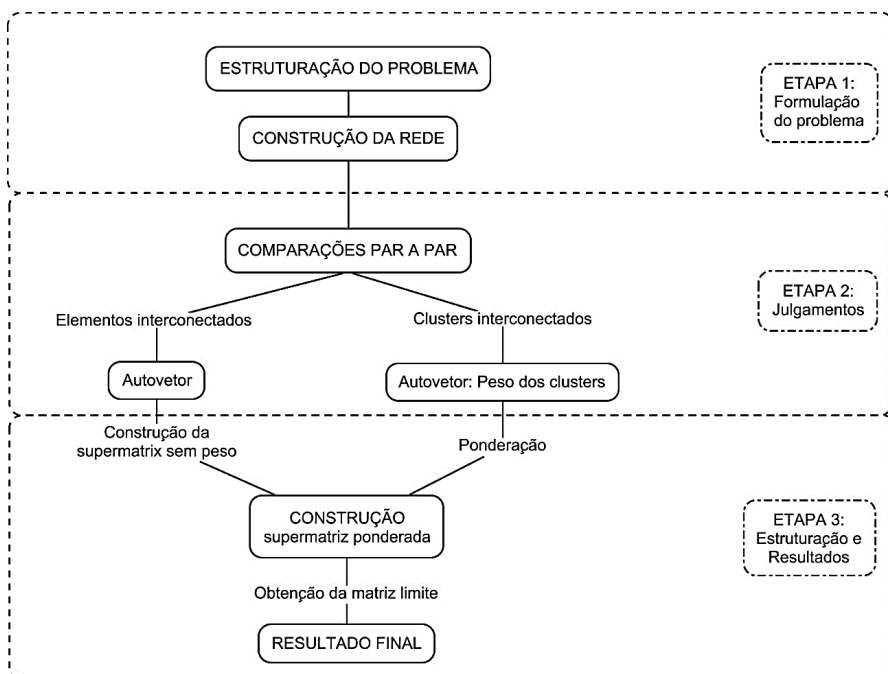 ESTRUTURAÇÃO DO PROBLEMA
CONSTRUÇÃO DA REDE
ETAPA 1:
Formulação
do problema
COMPARAÇÕES PAR A PAR
Elementos interconectados
Clusters interconectados
Autovetor
Autovetor: Peso dos clusters
ETAPA 2:
Julgamentos
Construção da
supermatrix sem peso
Ponderação
CONSTRUÇÃO
supermatriz ponderada
Obtenção da matriz limite
RESULTADO FINAL
ETAPA 3:
Estruturação e
Resultados